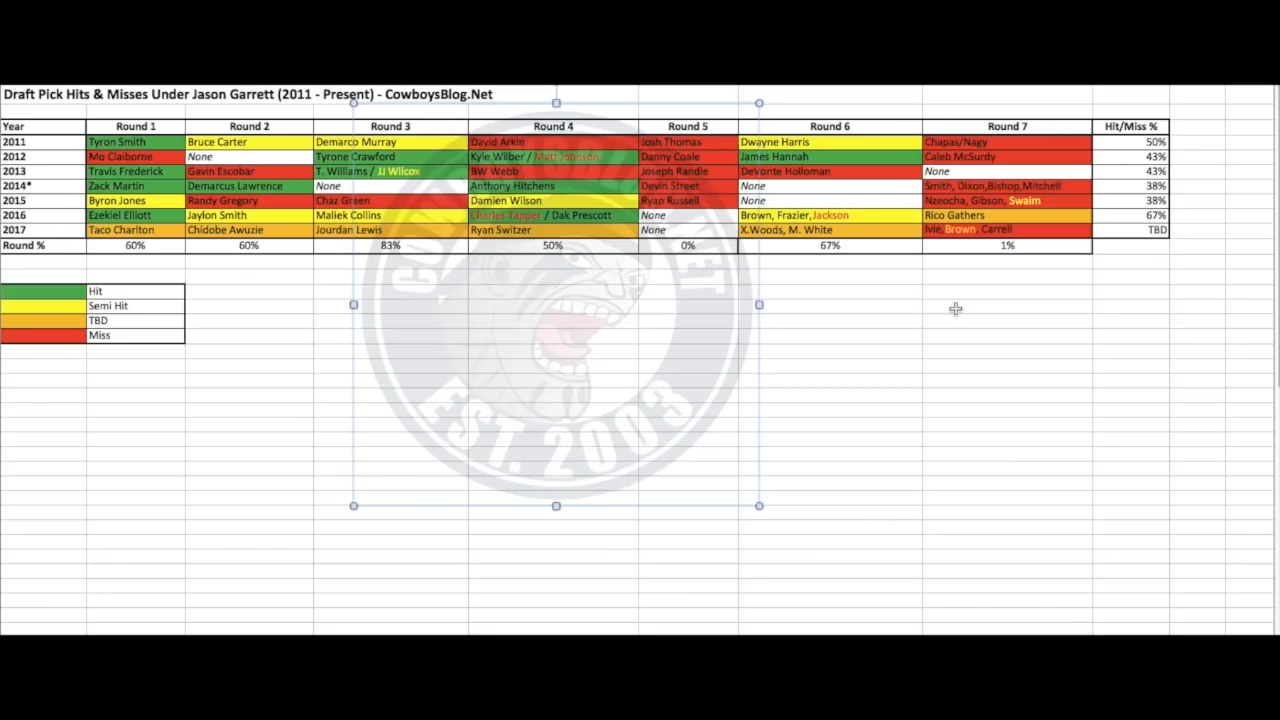 Draft Pick Hits & Misses Under Jason Garrett (2011 - Present) - CowboysBlog.Net
Year Round 1 Round 2 Round 3 Round 4 Round 5 Round 6 Round 7 Hit/Miss %
2011 Tyron Smith Bruce Carter Demarco Murray David Arkin Josh Thomas Dwayne Harris Chapas/Nagy 50%
2012 Mo Claiborne None Tyrone Crawford Kyle Wilber / Matt Johnson Danny Coale James Hannah Caleb McSurdy 43%
2013 Travis Frederick Gavin Escobar T. Williams / JJ Wilcox BW Webb Joseph Randle DeVonte Holloman None 43%
2014* Zack Martin Demarcus Lawrence None Anthony Hitchens Devin Street None Smith, Dixon,Bishop,Mitchell 38%
2015 Byron Jones Randy Gregory Chaz Green Damien Wilson Ryan Russell None Nzeocha, Gibson, Swaim 38%
2016 Ezekiel Elliott Jaylon Smith Maliek Collins Charles Tapper / Dak Prescott None Brown, Frazier,Jackson Rico Gathers 67%
2017 Taco Charlton Chidobe Awuzie Jourdan Lewis Ryan Switzer None X.Woods, M. White Ivie,Brown, Carrell TBD
Round % 60% 60% 83% 50% 0% 67% 1%
Hit
Semi Hit
TBD
Miss
EST. 2003